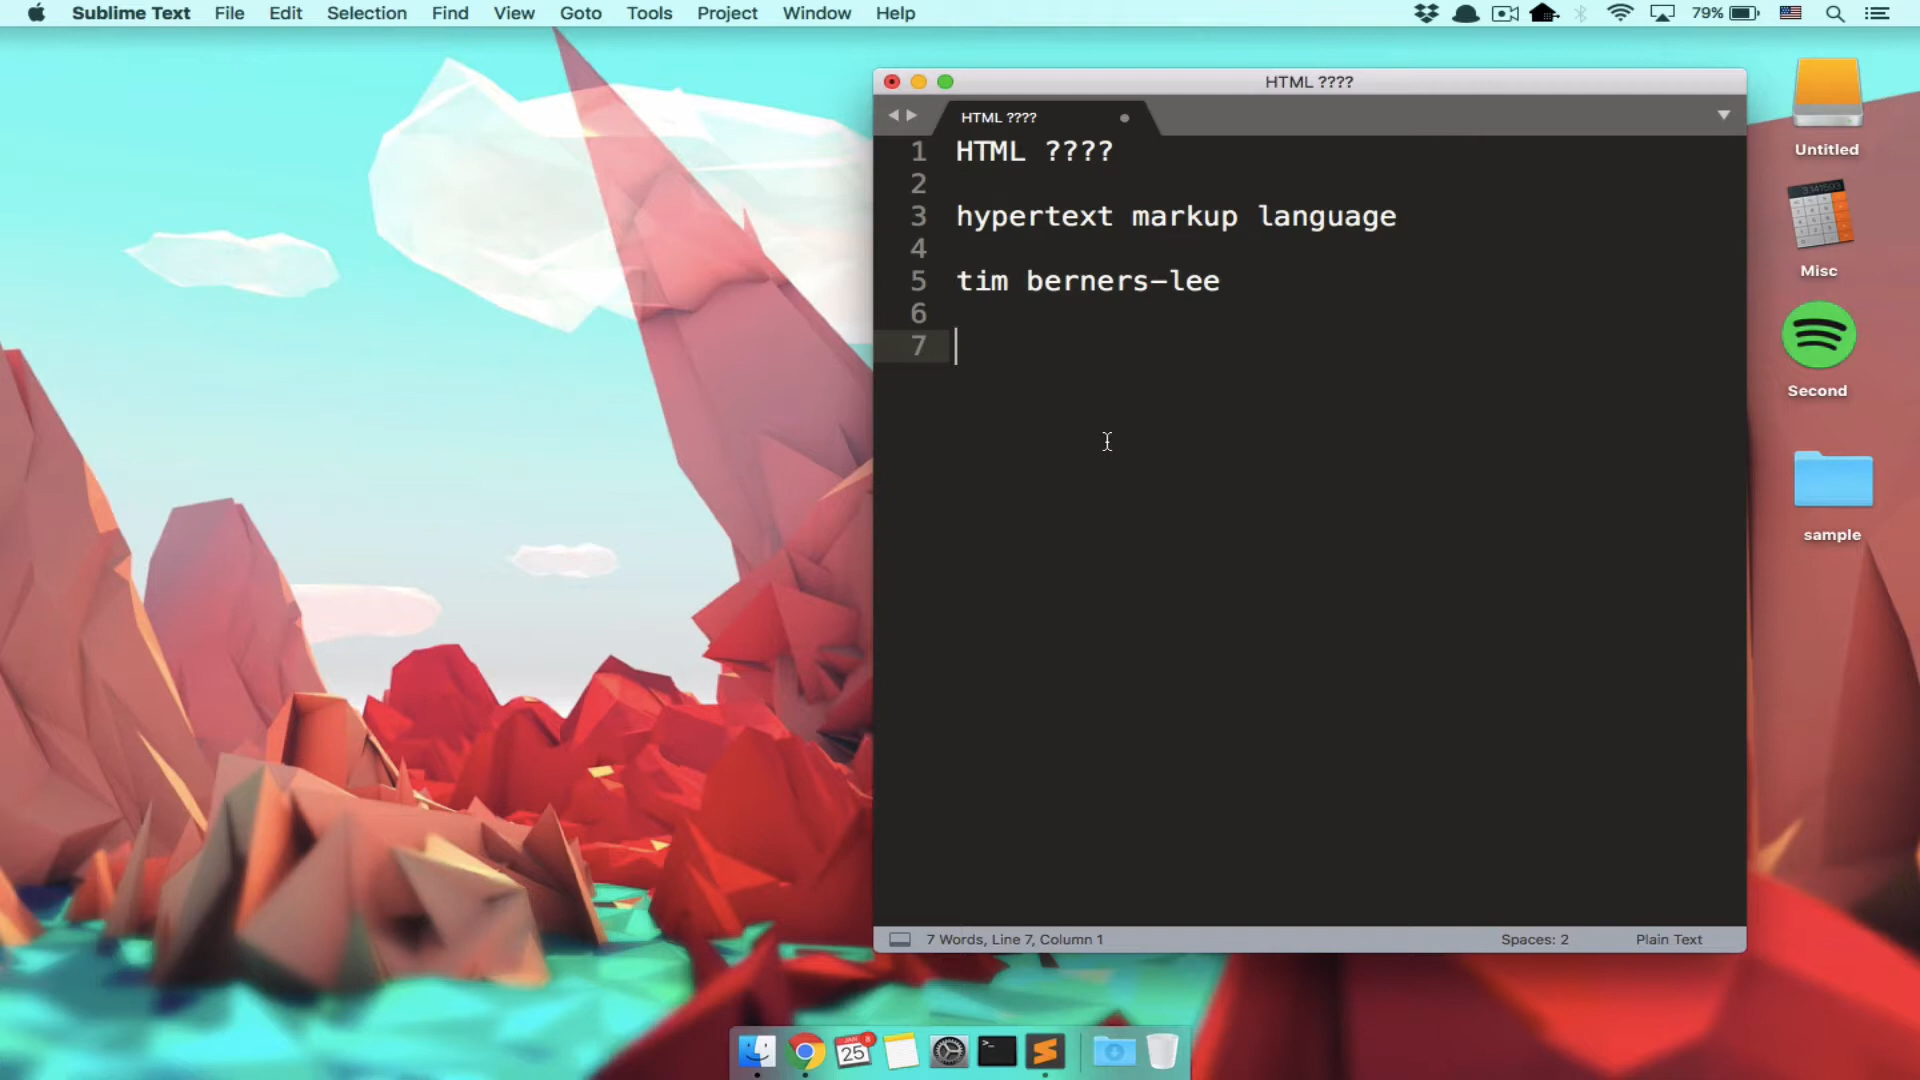 Sublime Text File Edit Selection Find View Goto Tools Project Window Help 79%
HTML ????
HTML ????
1 HTML ????
2
3 hypertext markup language
4
5 tim berners-lee
6
7
7 Words, Line 7, Column 1 Spaces: 2 Plain Text
Untitled
Misc
Second
sample
JAN
25
8